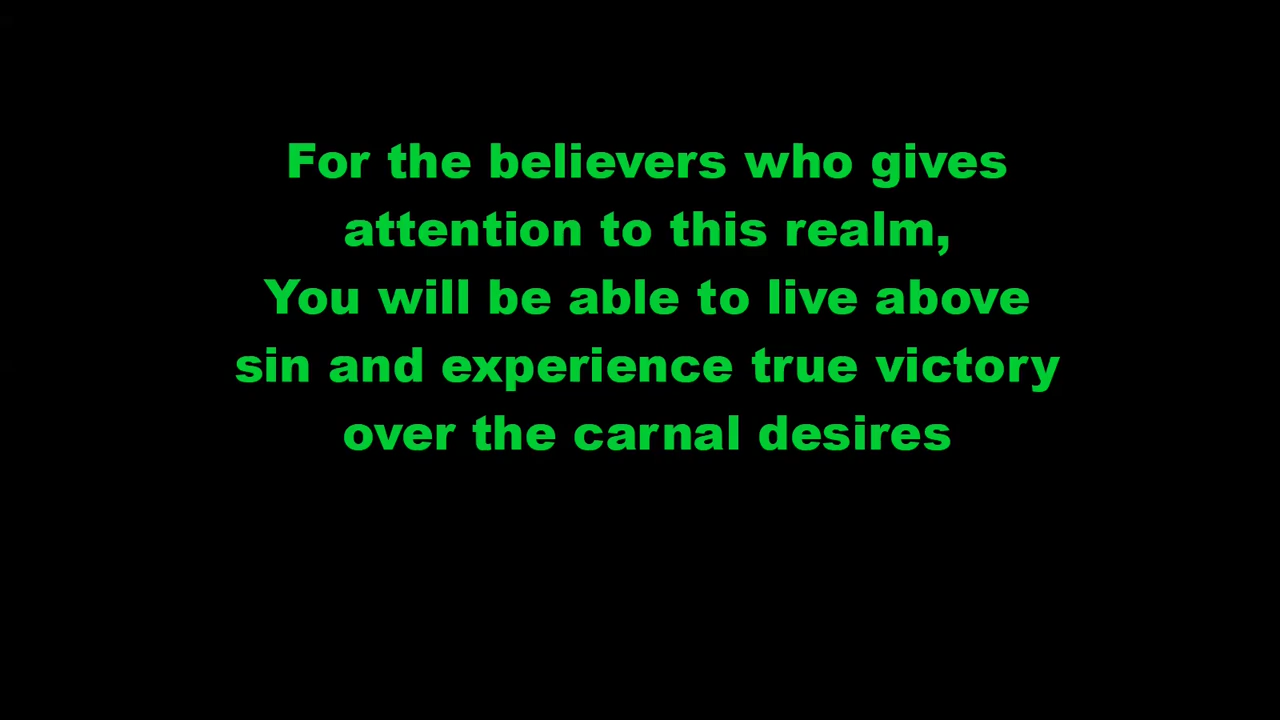 For the believers who gives
attention to this realm,
You will be able to live above
sin and experience true victory
over the carnal desires